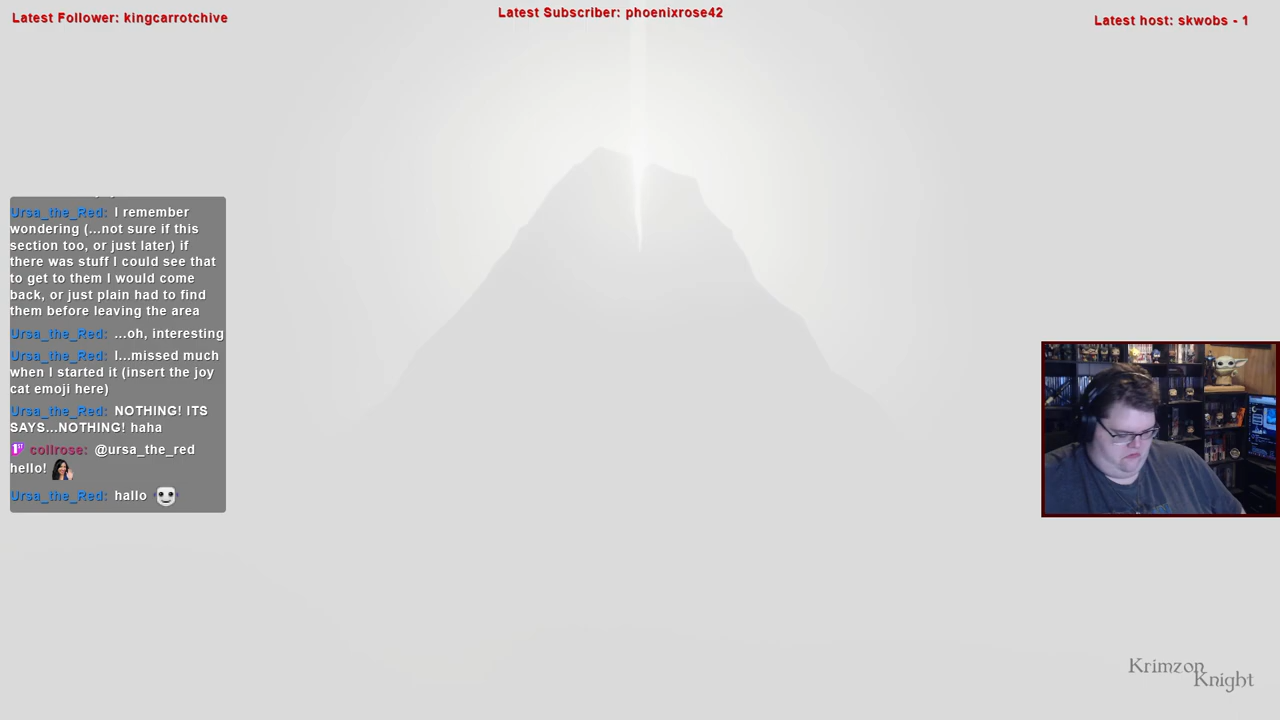 Latest Follower: kingcarrotchive
Latest Subscriber: phoenixrose42
Latest host: skwobs - 1
Ursa_the_Red: I remember
wondering (...not sure if this
section too, or just later) if
there was stuff I could see that
to get to them I would come
back, or just plain had to find
them before leaving the area
Ursa_the_Red: ...oh, interesting
Ursa_the_Red: I...missed much
when I started it (insert the joy
cat emoji here)
Ursa_the_Red: NOTHING! ITS
SAYS...NOTHING! haha
collrose: @ursa_the_red
hello!
Ursa_the_Red: hallo
Krimzon
Knight